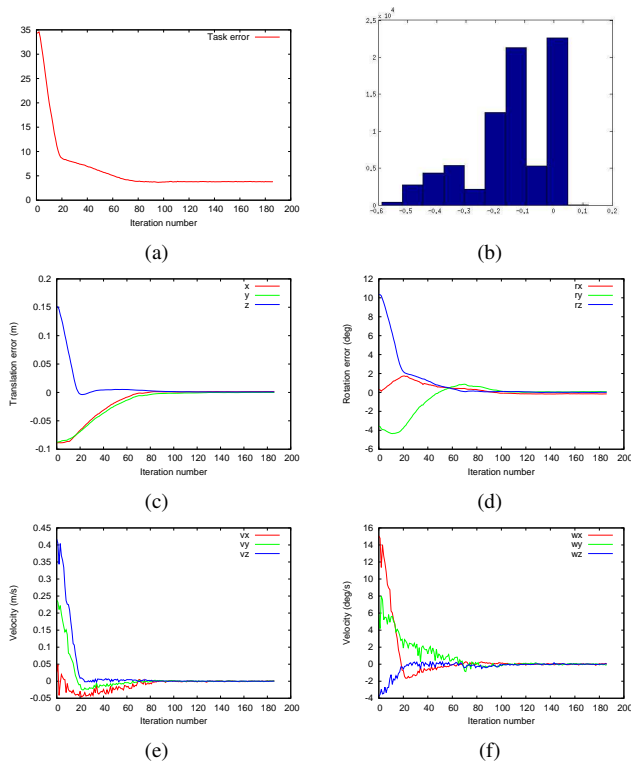 35
30
25
20
15
10
5
0
Task error
0 20 40 60 80 100 120 140 160 180 200
Iteration number
(a)
x 10^4
2.5
2
1.5
1
0.5
0
-0.6 -0.5 -0.4 -0.3 -0.2 -0.1 0 0.1 0.2
(b)
0.2
0.15
0.1
0.05
0
-0.05
-0.1
Translation error (m)
x
y
z
0 20 40 60 80 100 120 140 160 180 200
Iteration number
(c)
12
10
8
6
4
2
0
-2
-4
-6
Rotation error (deg)
rx
ry
rz
0 20 40 60 80 100 120 140 160 180 200
Iteration number
(d)
0.45
0.4
0.35
0.3
0.25
0.2
0.15
0.1
0.05
0
-0.05
Velocity (m/s)
vx
vy
vz
0 20 40 60 80 100 120 140 160 180 200
Iteration number
(e)
16
14
12
10
8
6
4
2
0
-2
-4
Velocity (deg/s)
wx
wy
wz
0 20 40 60 80 100 120 140 160 180 200
Iteration number
(f)